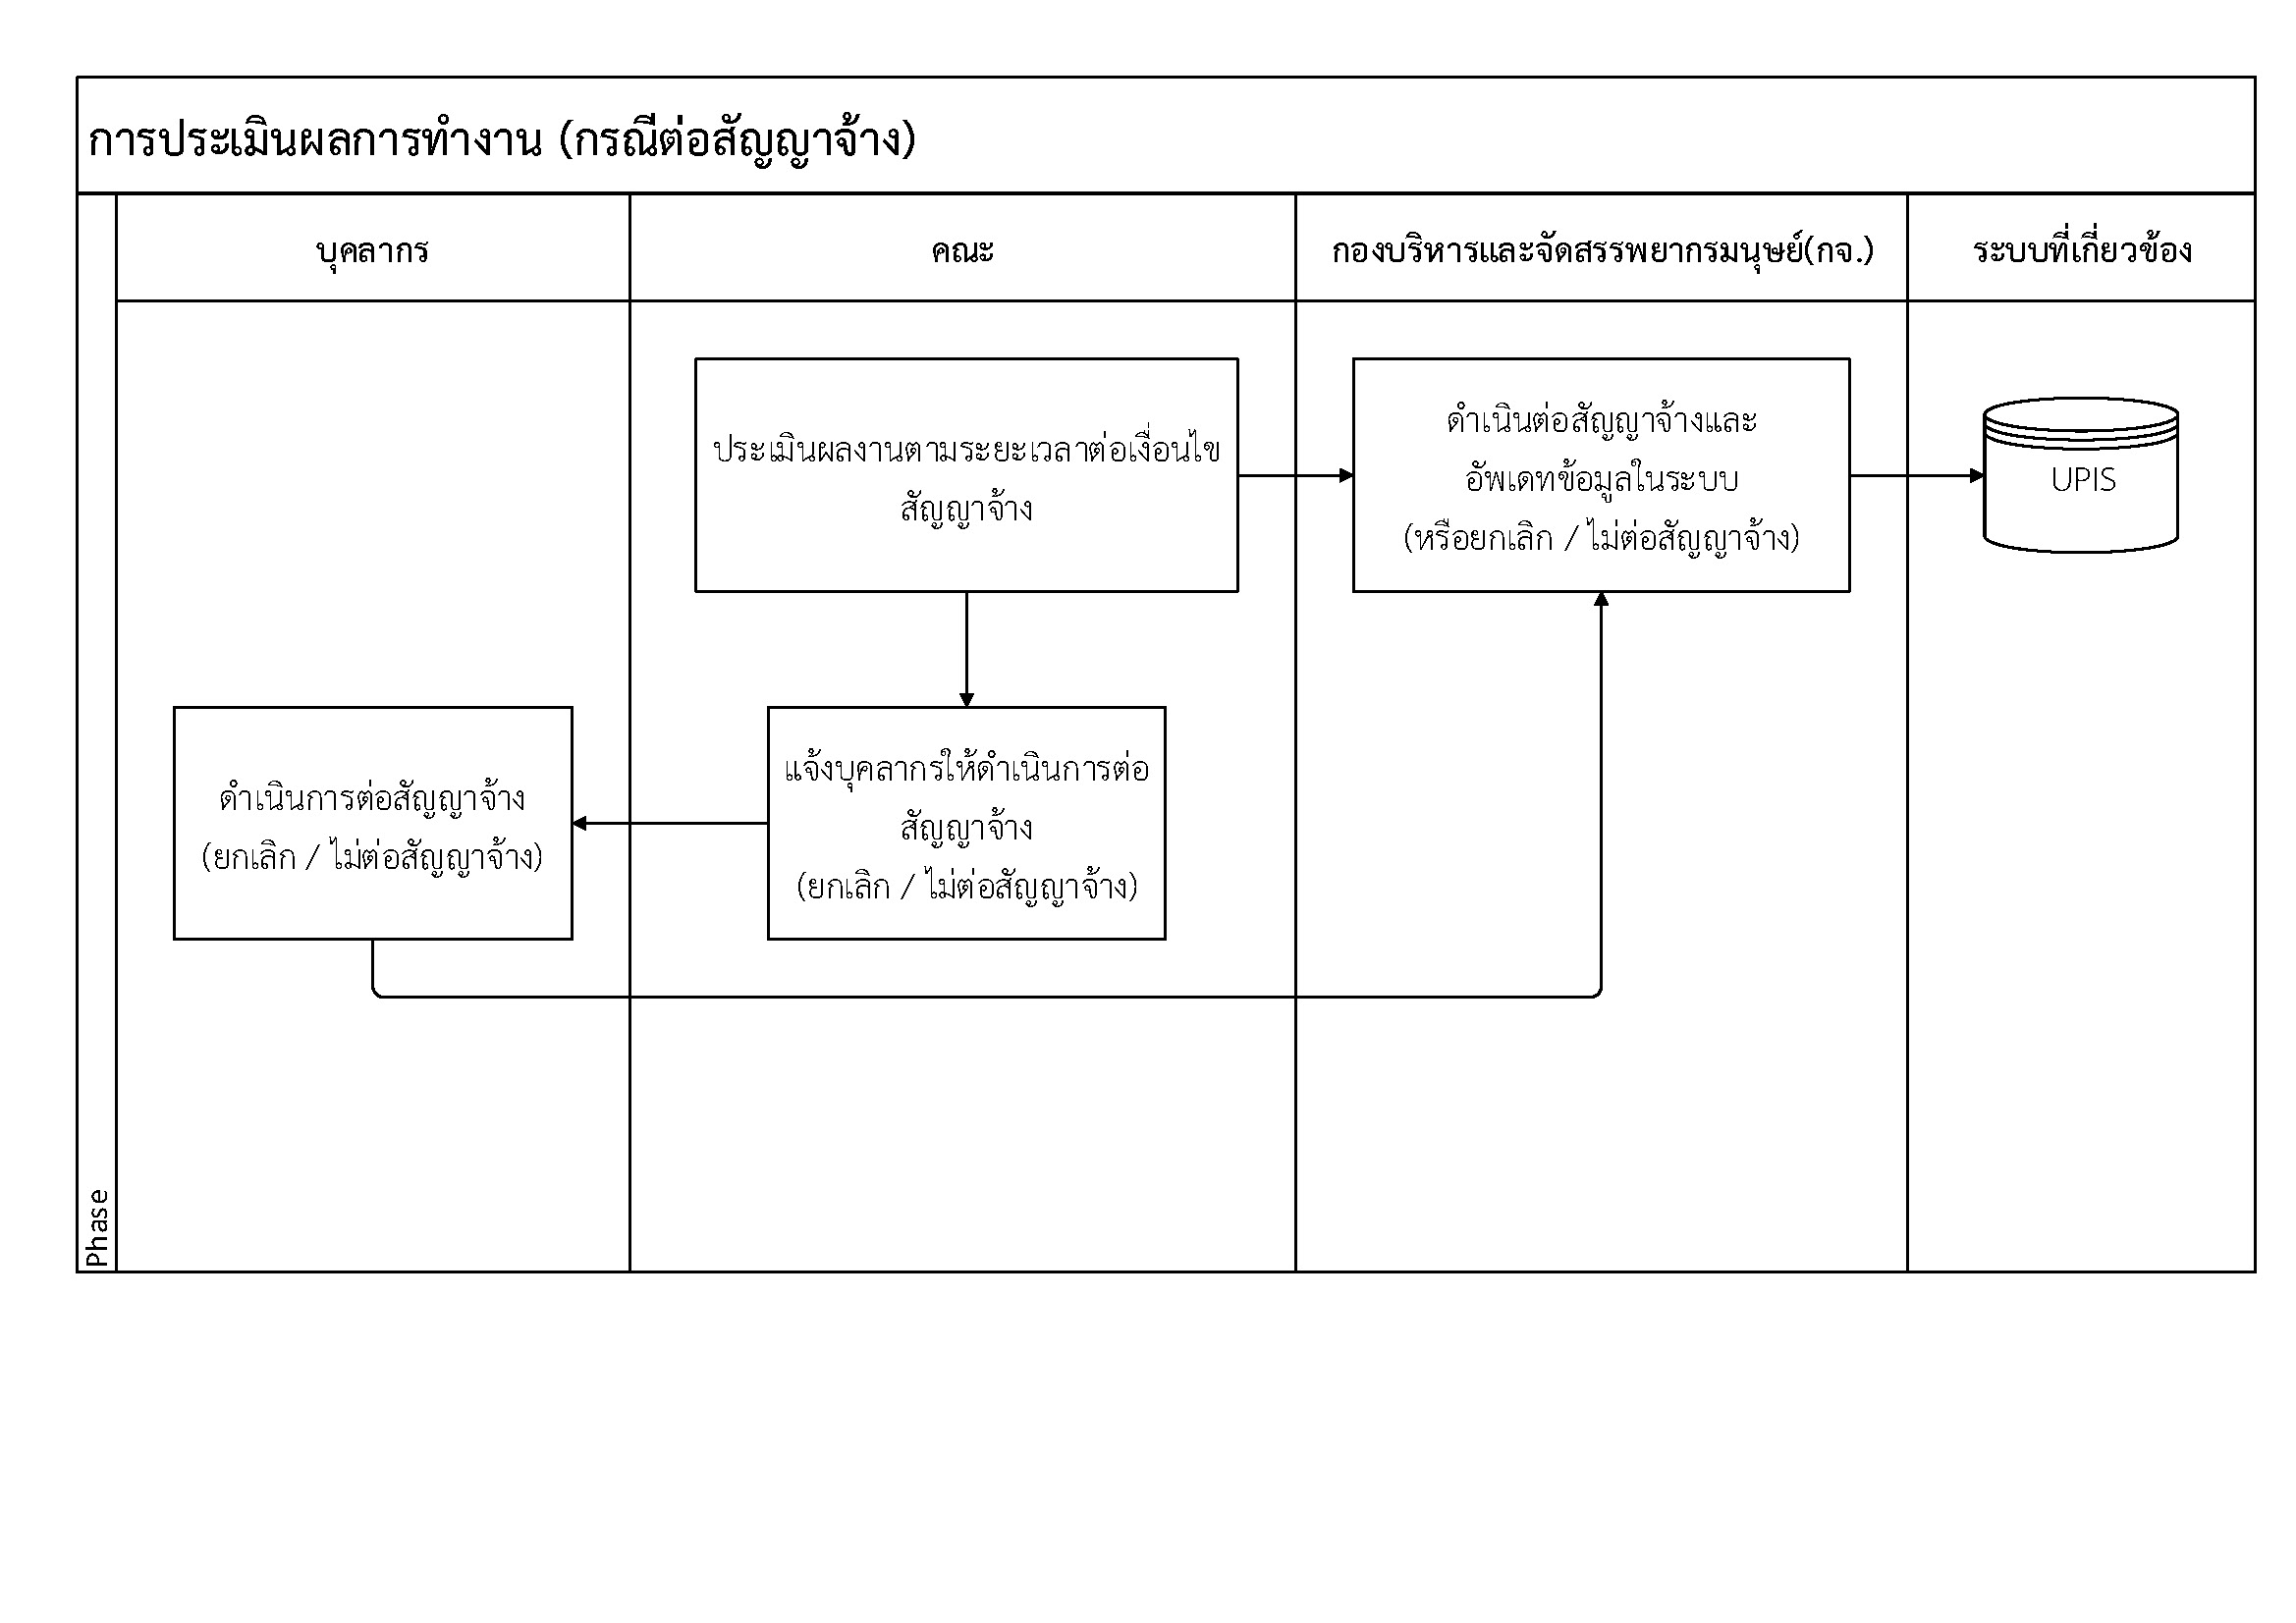 การประเมินผลการทำงาน (กรณีต่อสัญญาจ้าง)
บุคลากร
คณะ
กองบริหารและจัดสรรพยากรมนุษย์(กจ.)
ระบบที่เกี่ยวข้อง
ประเมินผลงานตามระยะเวลาต่อเงื่อนไข
สัญญาจ้าง
ดำเนินต่อสัญญาจ้างและ
อัพเดทข้อมูลในระบบ
(หรือยกเลิก / ไม่ต่อสัญญาจ้าง)
UPIS
ดำเนินการต่อสัญญาจ้าง
(ยกเลิก / ไม่ต่อสัญญาจ้าง)
แจ้งบุคลากรให้ดำเนินการต่อ
สัญญาจ้าง
(ยกเลิก / ไม่ต่อสัญญาจ้าง)
Phase